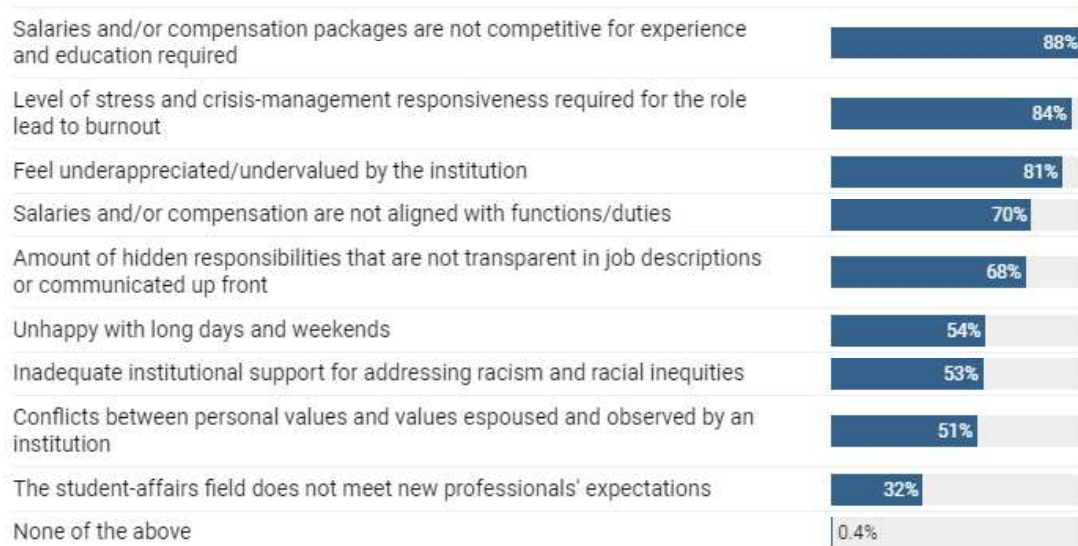 Salaries and/or compensation packages are not competitive for experience
and education required
88%
Level of stress and crisis-management responsiveness required for the role
lead to burnout
84%
Feel underappreciated/undervalued by the institution
81%
Salaries and/or compensation are not aligned with functions/duties
70%
Amount of hidden responsibilities that are not transparent in job descriptions
or communicated up front
68%
Unhappy with long days and weekends
54%
Inadequate institutional support for addressing racism and racial inequities
53%
Conflicts between personal values and values espoused and observed by an
institution
51%
The student-affairs field does not meet new professionals' expectations
32%
None of the above
0.4%